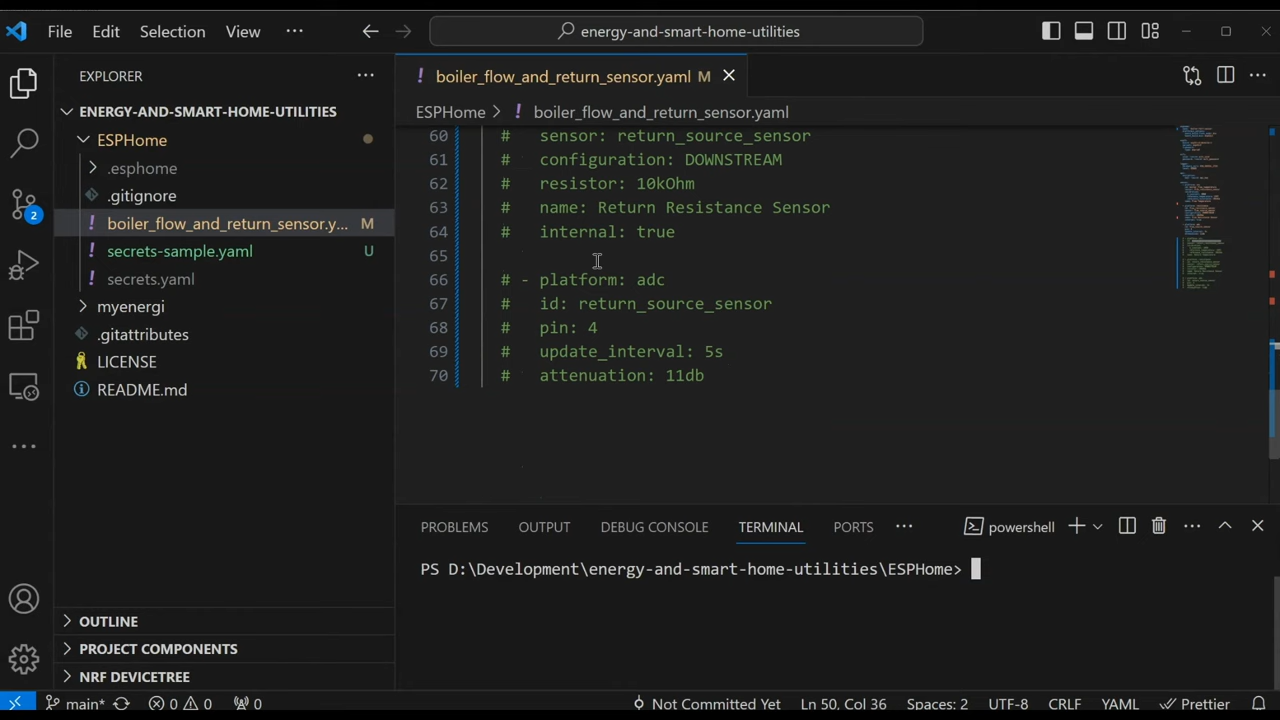 File Edit Selection View ··· energy-and-smart-home-utilities
EXPLORER ···
boiler_flow_and_return_sensor.yaml M
ENERGY-AND-SMART-HOME-UTILITIES
ESPHome > boiler_flow_and_return_sensor.yaml
ESPHome
.esphome
.gitignore
boiler_flow_and_return_sensor.y... M
secrets-sample.yaml U
secrets.yaml
myenergi
.gitattributes
LICENSE
README.md
2
60 # sensor: return_source_sensor
61 # configuration: DOWNSTREAM
62 # resistor: 10kOhm
63 # name: Return Resistance Sensor
64 # internal: true
65
66 # - platform: adc
67 # id: return_source_sensor
68 # pin: 4
69 # update_interval: 5s
70 # attenuation: 11db
PROBLEMS OUTPUT DEBUG CONSOLE TERMINAL PORTS ··· powershell
PS D:\Development\energy-and-smart-home-utilities\ESPHome>
OUTLINE
PROJECT COMPONENTS
NRF DEVICETREE
main* 0 0 0 Not Committed Yet Ln 50, Col 36 Spaces: 2 UTF-8 CRLF YAML Prettier